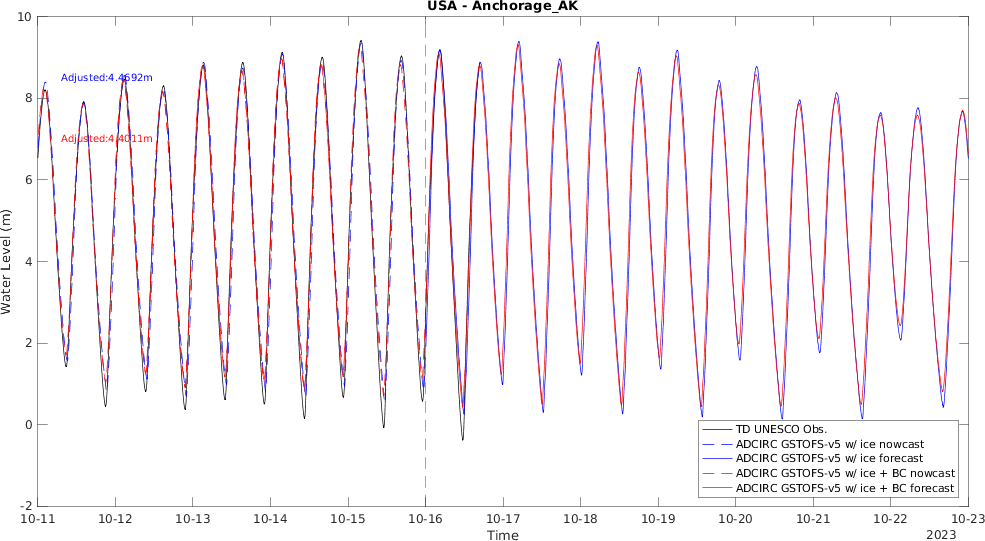 USA - Anchorage_AK
10
8
6
4
2
0
-2
Water Level (m)
Adjusted:4.4692m
Adjusted:4.4011m
TD UNESCO Obs.
ADCIRC GSTOFS-v5 w/ ice nowcast
ADCIRC GSTOFS-v5 w/ ice forecast
ADCIRC GSTOFS-v5 w/ ice + BC nowcast
ADCIRC GSTOFS-v5 w/ ice + BC forecast
10-11 10-12 10-13 10-14 10-15 10-16 10-17 10-18 10-19 10-20 10-21 10-22 10-23
Time
2023